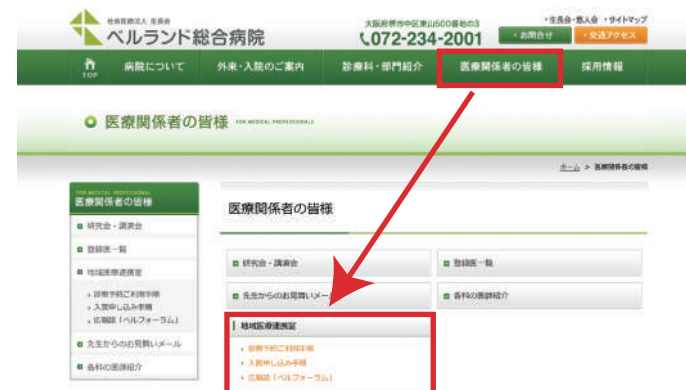 社会医療法人 生長会
ベルランド総合病院
大阪府堺市中区東山500番地の3
072-234-2001
・生長会・悠人会 ・サイトマップ
・お問合せ
・交通アクセス
TOP
病院について
外来・入院のご案内
診療科・部門紹介
医療関係者の皆様
採用情報
医療関係者の皆様 FOR MEDICAL PROFESSIONALS
ホーム > 医療関係者の皆様
FOR MEDICAL PROFESSIONAL
医療関係者の皆様
研究会・講演会
登録医一覧
地域医療連携室
診療予約ご利用手順
入院申し込み手順
広報誌「ベルフォーラム」
先生からのお見舞いメール
各科の医師紹介
医療関係者の皆様
研究会・講演会
登録医一覧
先生からのお見舞いメール
各科の医師紹介
地域医療連携室
診療予約ご利用手順
入院申し込み手順
広報誌「ベルフォーラム」